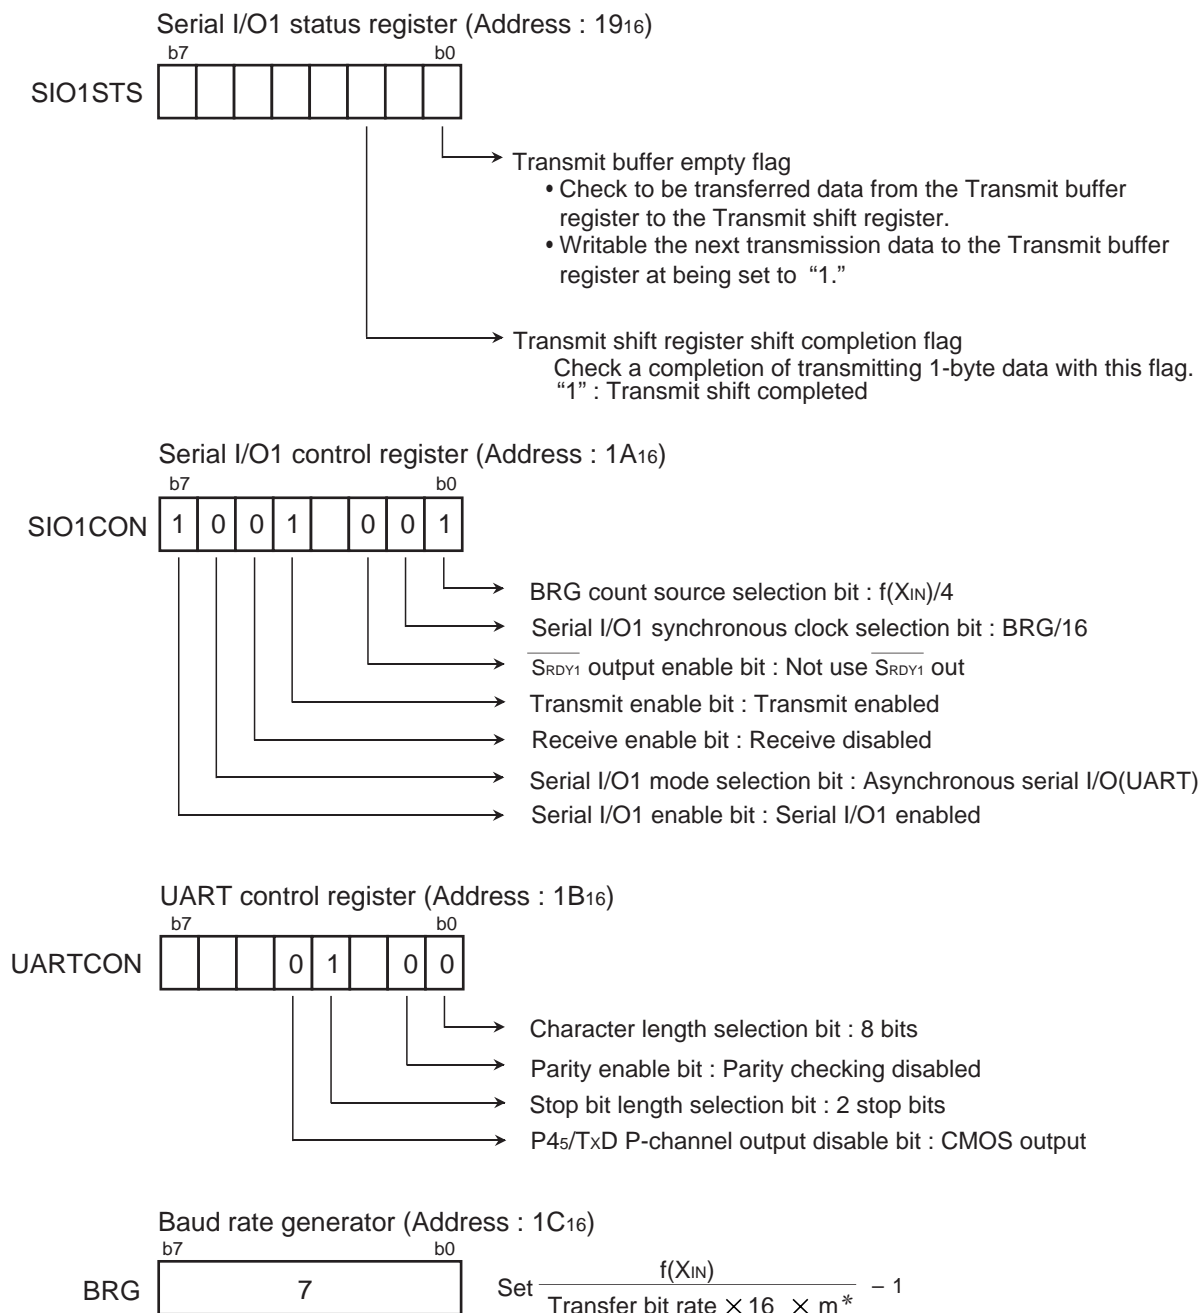 Serial I/O1 status register (Address : 1916)
b7 b0
SIO1STS
Transmit buffer empty flag
• Check to be transferred data from the Transmit buffer
register to the Transmit shift register.
• Writable the next transmission data to the Transmit buffer
register at being set to “1.”
Transmit shift register shift completion flag
Check a completion of transmitting 1-byte data with this flag.
“1” : Transmit shift completed
Serial I/O1 control register (Address : 1A16)
b7 b0
SIO1CON 1 0 0 1 0 0 1
BRG count source selection bit : f(XIN)/4
Serial I/O1 synchronous clock selection bit : BRG/16
SRDY1 output enable bit : Not use SRDY1 out
Transmit enable bit : Transmit enabled
Receive enable bit : Receive disabled
Serial I/O1 mode selection bit : Asynchronous serial I/O(UART)
Serial I/O1 enable bit : Serial I/O1 enabled
UART control register (Address : 1B16)
b7 b0
UARTCON 0 1 0 0
Character length selection bit : 8 bits
Parity enable bit : Parity checking disabled
Stop bit length selection bit : 2 stop bits
P45/TXD P-channel output disable bit : CMOS output
Baud rate generator (Address : 1C16)
b7 b0
BRG 7 Set f(XIN) – 1
Transfer bit rate × 16 × m*